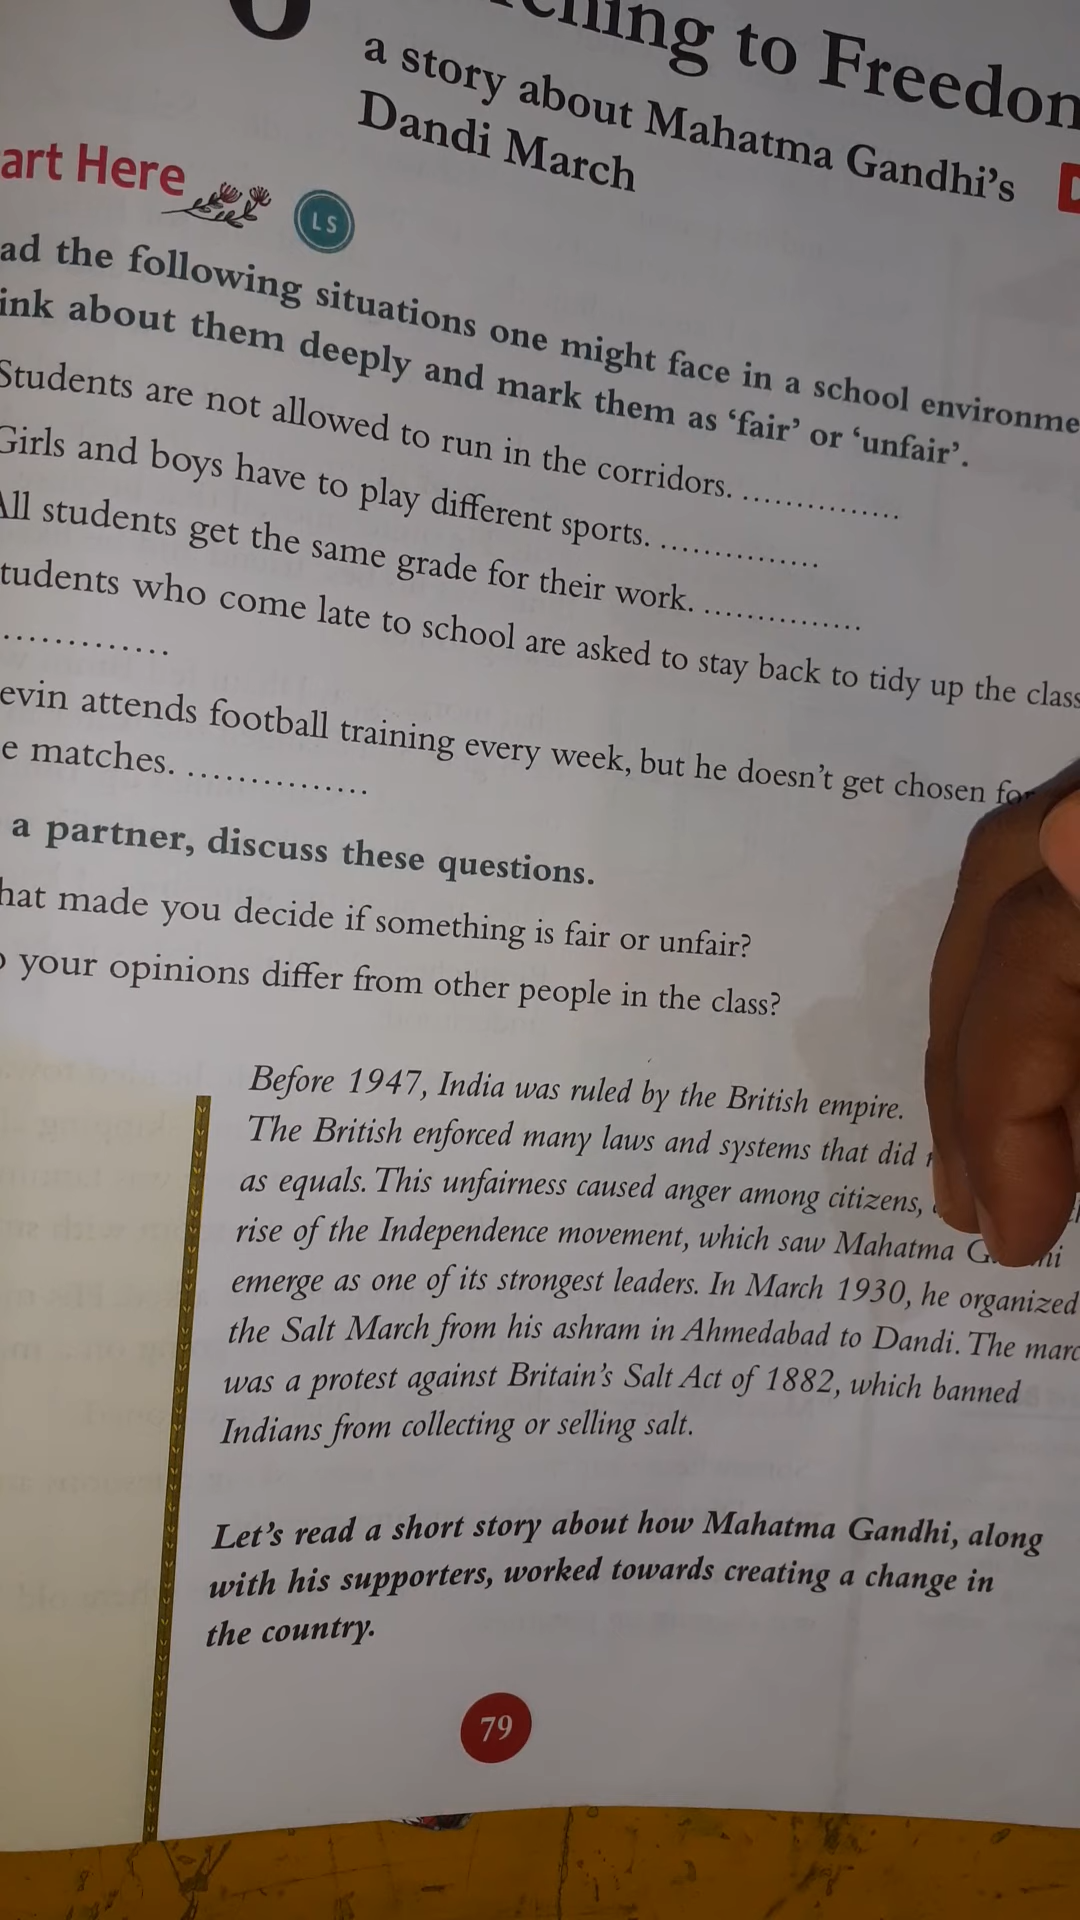 ching to Freedom
a story about Mahatma Gandhi's
Dandi March
art Here
LS
ad the following situations one might face in a school environme
ink about them deeply and mark them as 'fair' or 'unfair'.
Students are not allowed to run in the corridors. ..............
Girls and boys have to play different sports. ..............
All students get the same grade for their work. ..............
tudents who come late to school are asked to stay back to tidy up the class
..............
evin attends football training every week, but he doesn't get chosen for
e matches. ..............
a partner, discuss these questions.
hat made you decide if something is fair or unfair?
o your opinions differ from other people in the class?
Before 1947, India was ruled by the British empire.
The British enforced many laws and systems that did
as equals. This unfairness caused anger among citizens,
rise of the Independence movement, which saw Mahatma
emerge as one of its strongest leaders. In March 1930, he organized
the Salt March from his ashram in Ahmedabad to Dandi. The marc
was a protest against Britain's Salt Act of 1882, which banned
Indians from collecting or selling salt.
Let's read a short story about how Mahatma Gandhi, along
with his supporters, worked towards creating a change in
the country.
79